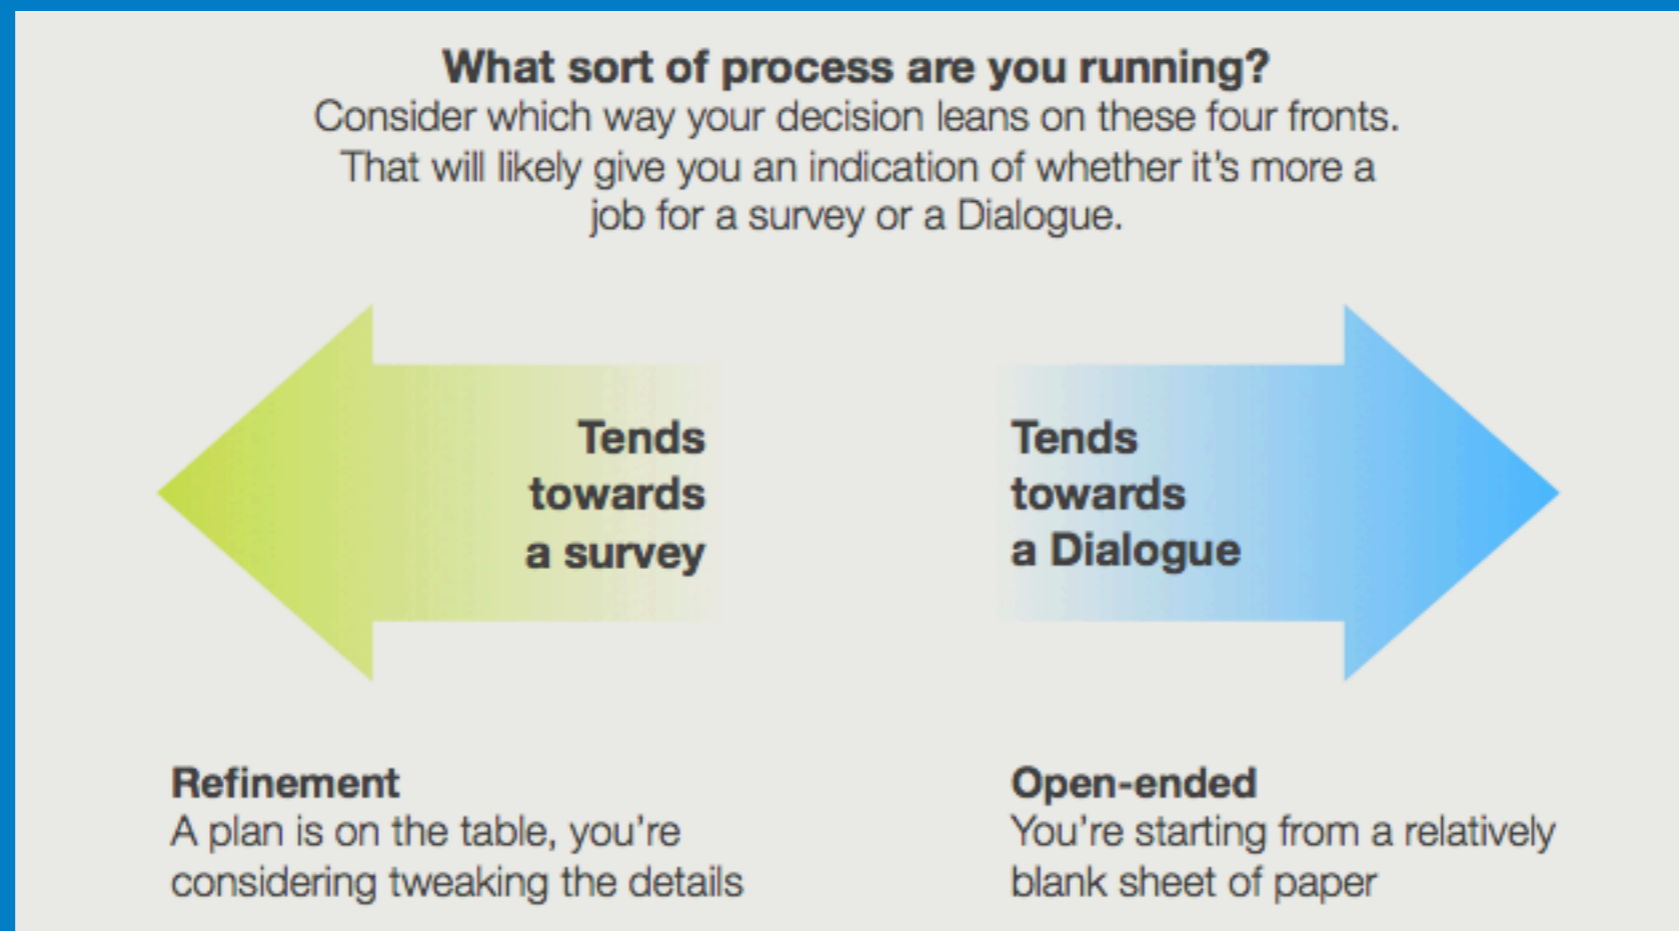 What sort of process are you running?
Consider which way your decision leans on these four fronts.
That will likely give you an indication of whether it's more a
job for a survey or a Dialogue.
Tends
towards
a survey
Tends
towards
a Dialogue
Refinement
A plan is on the table, you're
considering tweaking the details
Open-ended
You're starting from a relatively
blank sheet of paper